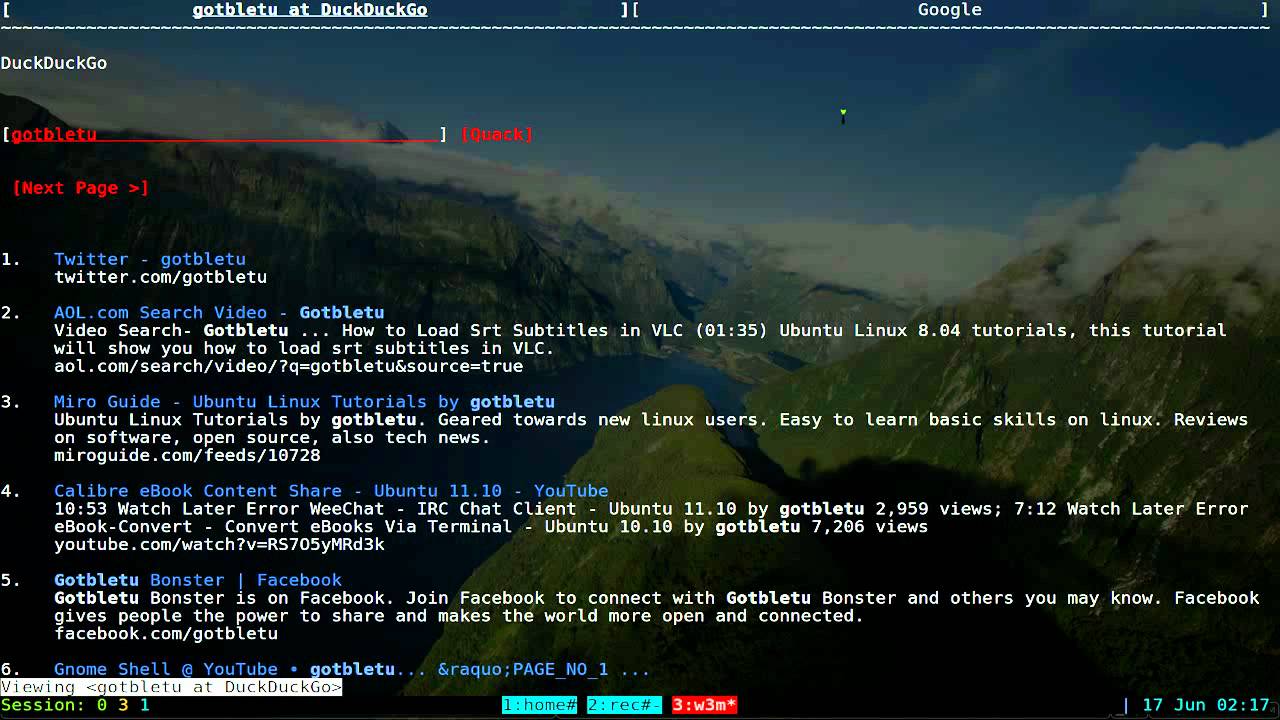 [ gotbletu at DuckDuckGo ][ Google ]
DuckDuckGo
[gotbletu________________________________] [Quack]
[Next Page >]
1. Twitter - gotbletu
twitter.com/gotbletu
2. AOL.com Search Video - Gotbletu
Video Search- Gotbletu ... How to Load Srt Subtitles in VLC (01:35) Ubuntu Linux 8.04 tutorials, this tutorial
will show you how to load srt subtitles in VLC.
aol.com/search/video/?q=gotbletu&source=true
3. Miro Guide - Ubuntu Linux Tutorials by gotbletu
Ubuntu Linux Tutorials by gotbletu. Geared towards new linux users. Easy to learn basic skills on linux. Reviews
on software, open source, also tech news.
miroguide.com/feeds/10728
4. Calibre eBook Content Share - Ubuntu 11.10 - YouTube
10:53 Watch Later Error WeeChat - IRC Chat Client - Ubuntu 11.10 by gotbletu 2,959 views; 7:12 Watch Later Error
eBook-Convert - Convert eBooks Via Terminal - Ubuntu 10.10 by gotbletu 7,206 views
youtube.com/watch?v=RS7O5yMRd3k
5. Gotbletu Bonster | Facebook
Gotbletu Bonster is on Facebook. Join Facebook to connect with Gotbletu Bonster and others you may know. Facebook
gives people the power to share and makes the world more open and connected.
facebook.com/gotbletu
6. Gnome Shell @ YouTube • gotbletu... &raquo;PAGE_NO_1 ...
Viewing <gotbletu at DuckDuckGo>
Session: 0 3 1 1:home# 2:rec#- 3:w3m* _| 17 Jun 02:17